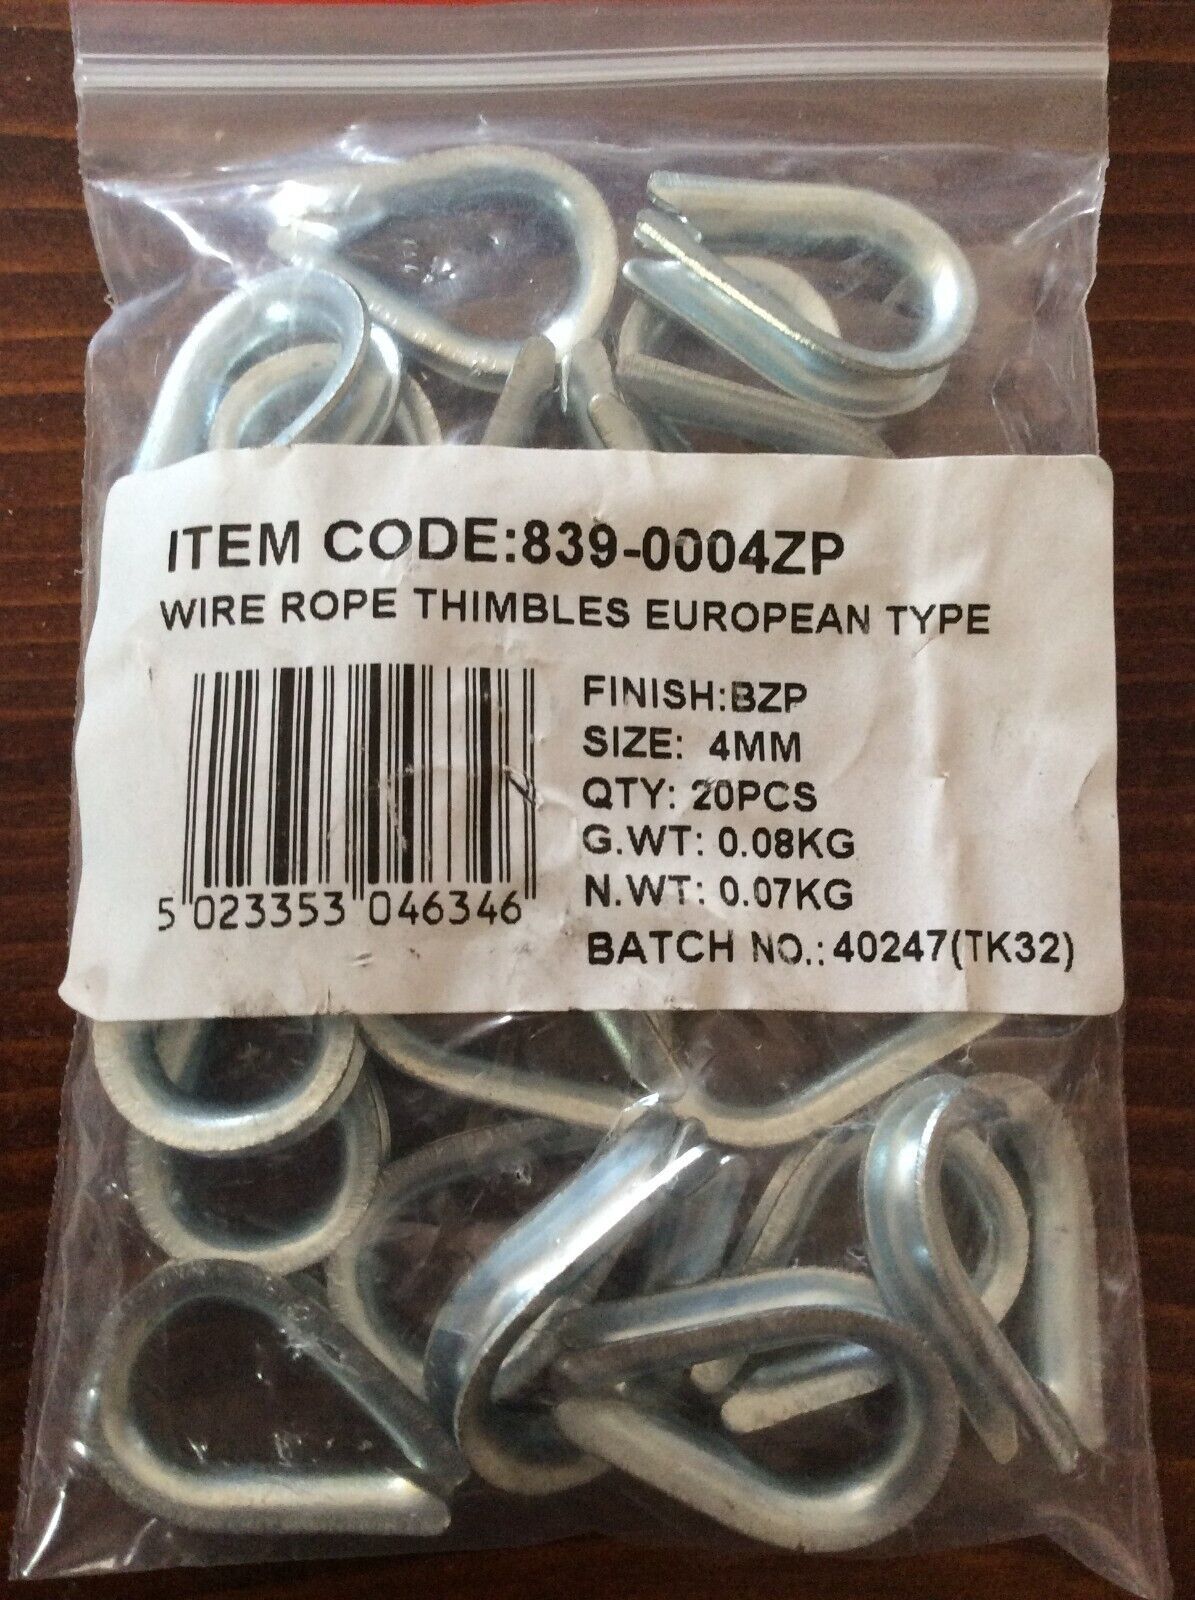 ITEM CODE:839-0004ZP
WIRE ROPE THIMBLES EUROPEAN TYPE
FINISH:BZP
SIZE: 4MM
QTY: 20PCS
G.WT: 0.08KG
N.WT: 0.07KG
BATCH NO.: 40247(TK32)
5 023353 046346